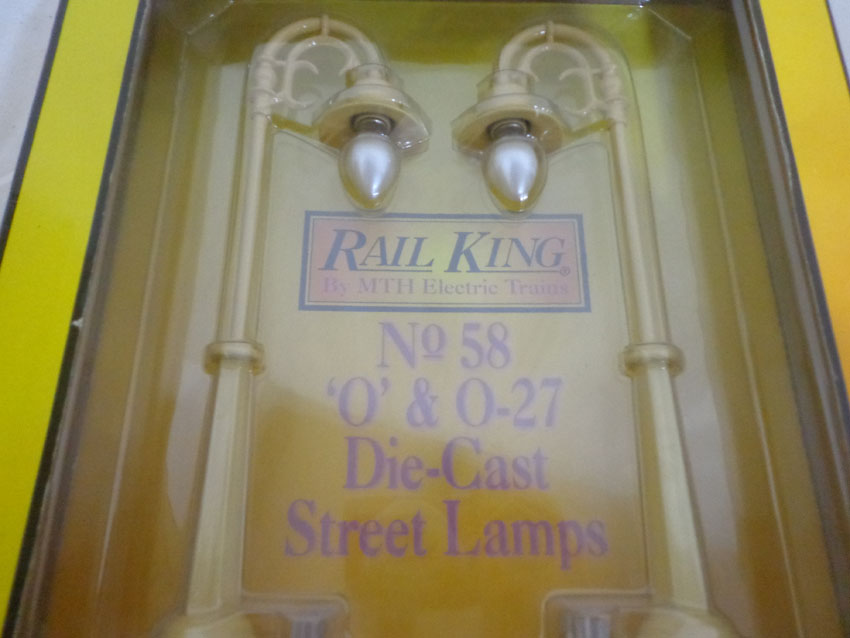 RAIL KING®
By MTH Electric Trains
Nº 58
'O' & O-27
Die-Cast
Street Lamps